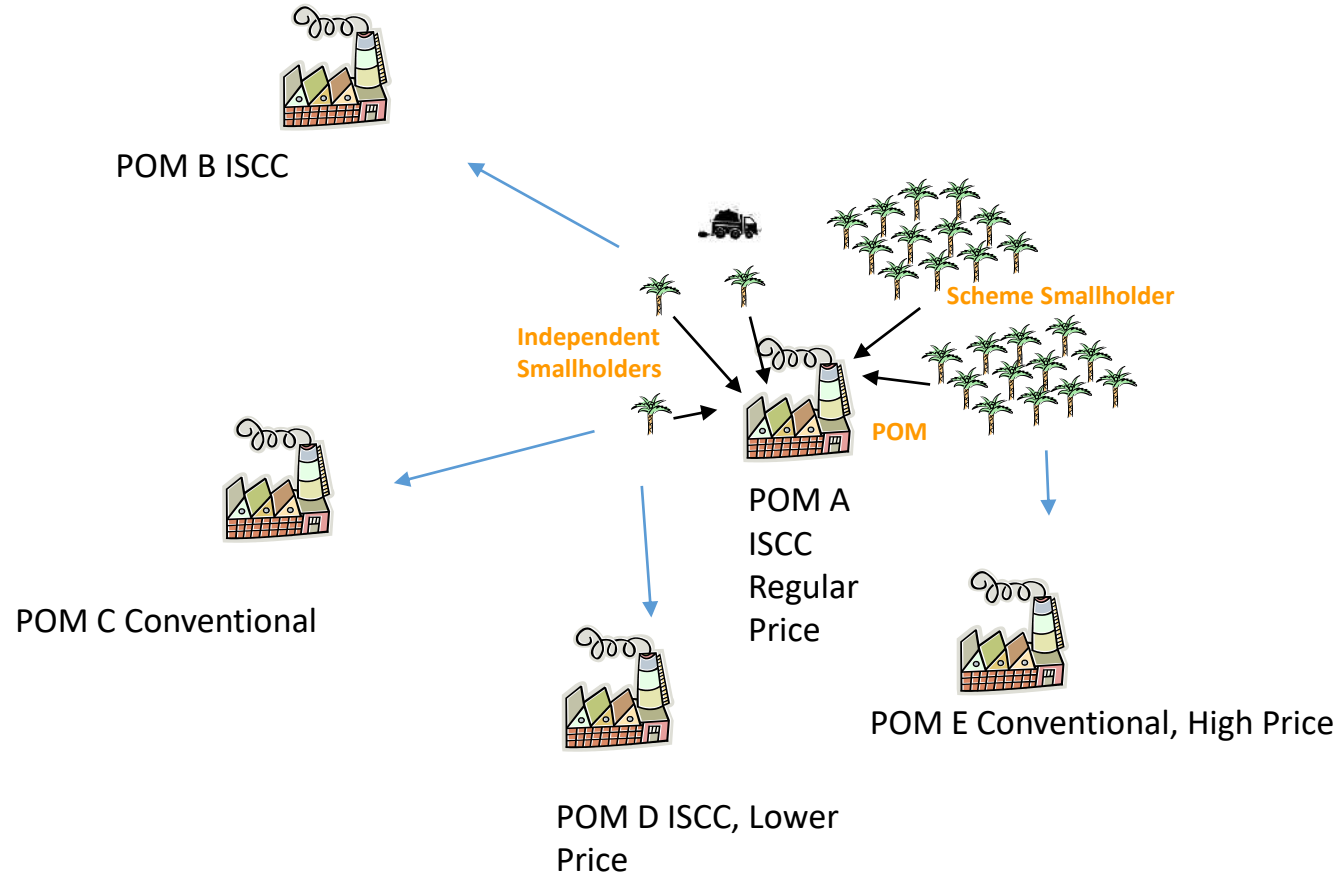 POM B ISCC
Scheme Smallholder
Independent
Smallholders
POM
POM A
ISCC
Regular
Price
POM C Conventional
POM E Conventional, High Price
POM D ISCC, Lower
Price